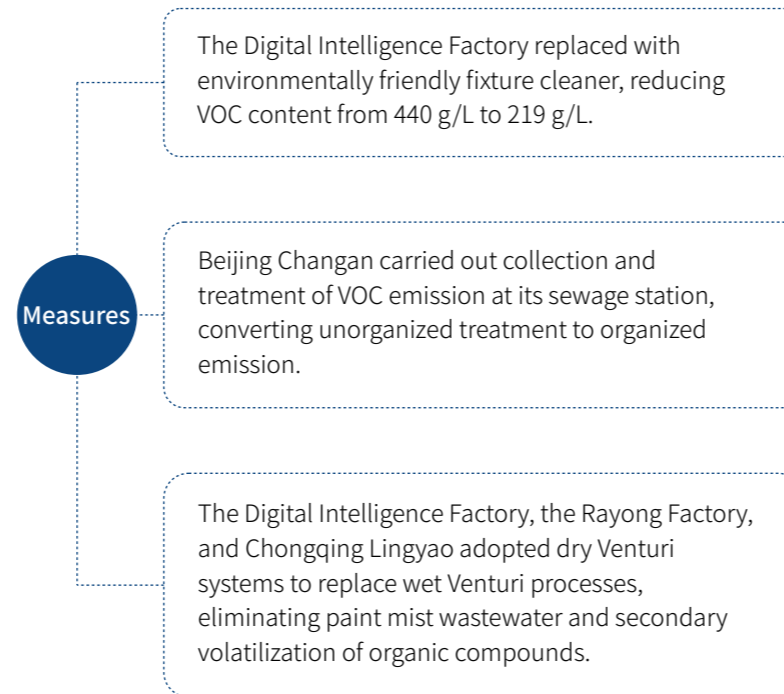 The Digital Intelligence Factory replaced with
environmentally friendly fixture cleaner, reducing
VOC content from 440 g/L to 219 g/L.
Measures
Beijing Changan carried out collection and
treatment of VOC emission at its sewage station,
converting unorganized treatment to organized
emission.
The Digital Intelligence Factory, the Rayong Factory,
and Chongqing Lingyao adopted dry Venturi
systems to replace wet Venturi processes,
eliminating paint mist wastewater and secondary
volatilization of organic compounds.